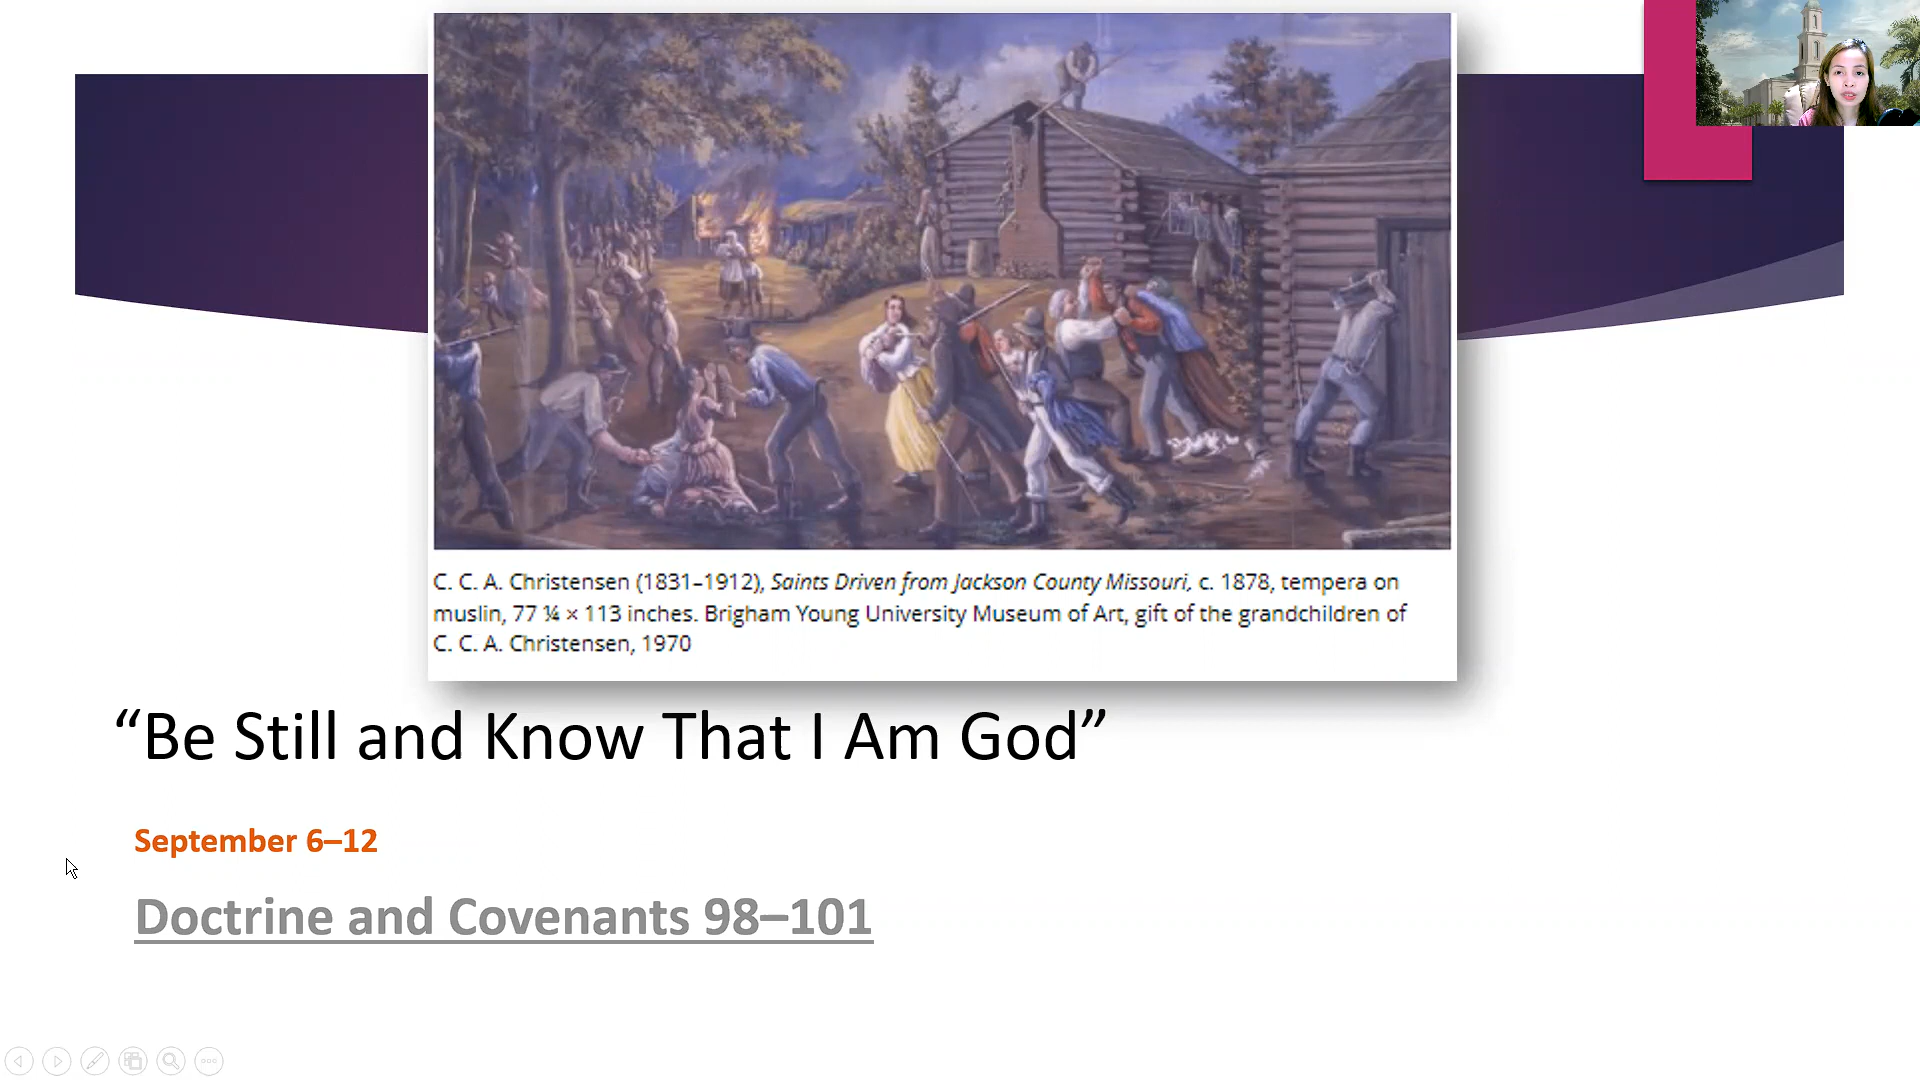 C. C. A. Christensen (1831–1912), Saints Driven from Jackson County Missouri, c. 1878, tempera on
muslin, 77 ¼ × 113 inches. Brigham Young University Museum of Art, gift of the grandchildren of
C. C. A. Christensen, 1970
“Be Still and Know That I Am God”
September 6–12
Doctrine and Covenants 98–101